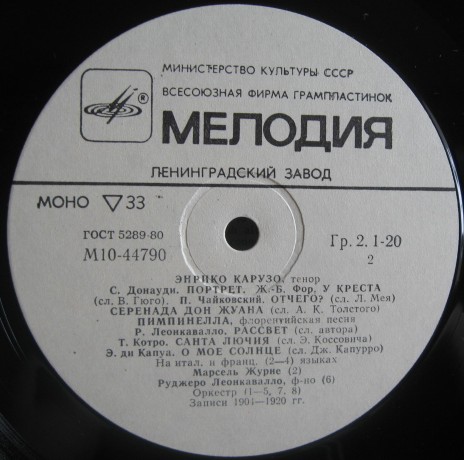 МИНИСТЕРСТВО КУЛЬТУРЫ СССР
ВСЕСОЮЗНАЯ ФИРМА ГРАМПЛАСТИНОК
®
МЕЛОДИЯ
ЛЕНИНГРАДСКИЙ ЗАВОД
МОНО ▽ 33
ГОСТ 5289-80
М10-44790
Гр. 2. 1-20
2
ЭНРИКО КАРУЗО, тенор
С. Донауди. ПОРТРЕТ. Ж.-Б. Фор. У КРЕСТА
(сл. В. Гюго). П. Чайковский. ОТЧЕГО? (сл. Л. Мея)
СЕРЕНАДА ДОН ЖУАНА (сл. А. К. Толстого)
ПИМПИНЕЛЛА, флорентийская песня
Р. Леонкавалло. РАССВЕТ (сл. автора)
Т. Котро. САНТА ЛЮЧИЯ (сл. Э. Коссовича)
Э. ди Капуа. О МОЕ СОЛНЦЕ (сл. Дж. Капурро)
На итал. и франц. (2—4) языках
Марсель Журне (2)
Руджеро Леонкавалло, ф-но (6)
Оркестр (1—5, 7, 8)
Записи 1904—1920 гг.